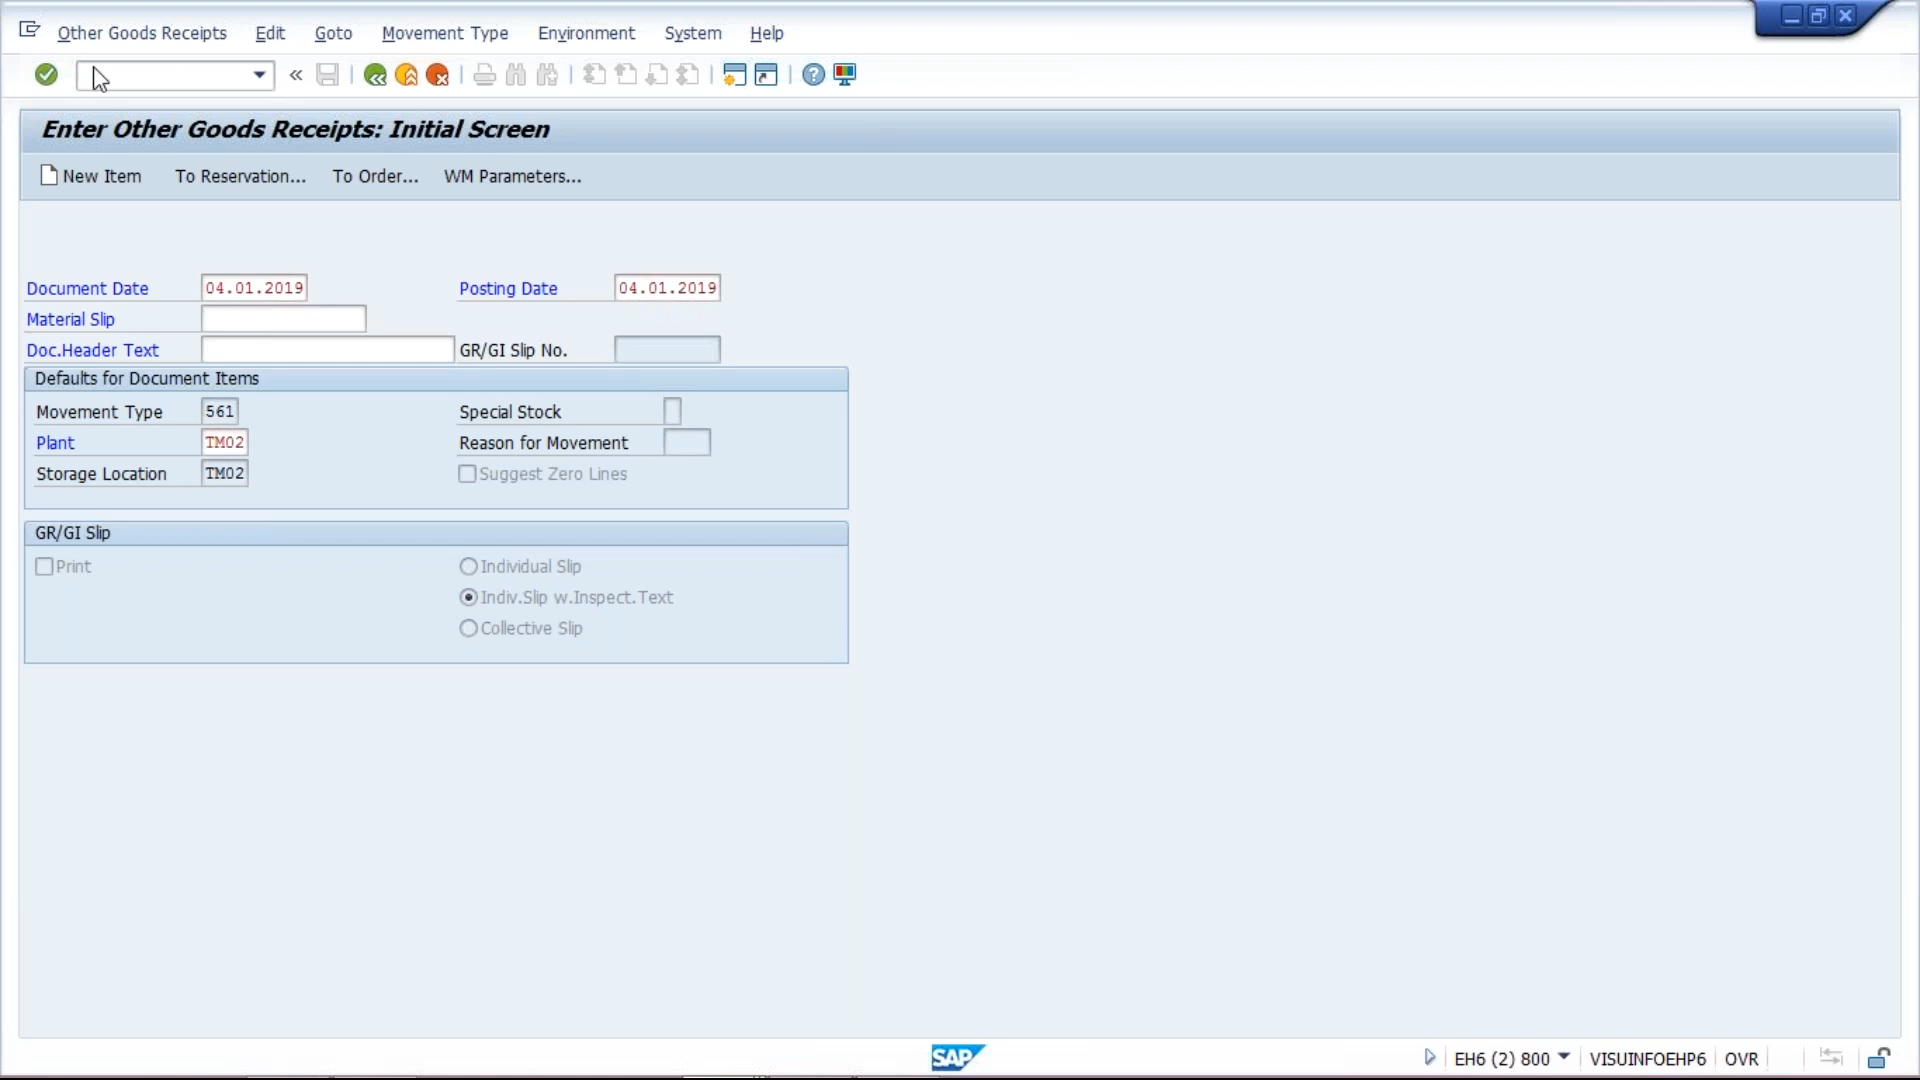 Other Goods Receipts Edit Goto Movement Type Environment System Help
Enter Other Goods Receipts: Initial Screen
New Item To Reservation... To Order... WM Parameters...
Document Date 04.01.2019 Posting Date 04.01.2019
Material Slip
Doc.Header Text GR/GI Slip No.
Defaults for Document Items
Movement Type 561 Special Stock
Plant TM02 Reason for Movement
Storage Location TM02 Suggest Zero Lines
GR/GI Slip
Print Individual Slip
Indiv.Slip w.Inspect.Text
Collective Slip
SAP EH6 (2) 800 VISUINFOEHP6 OVR